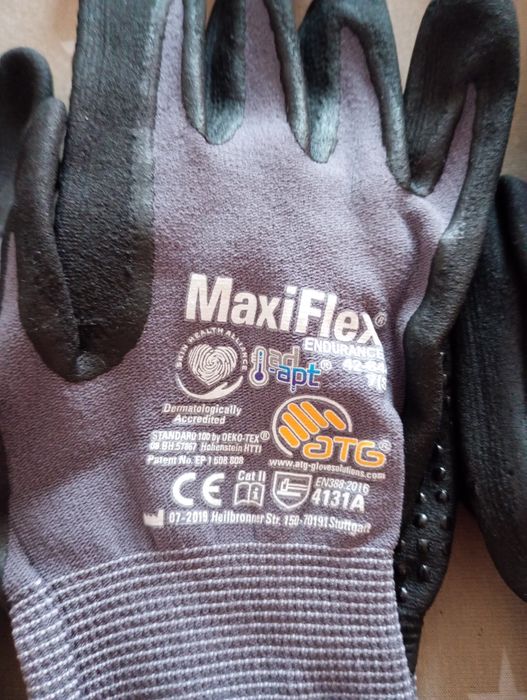 MaxiFlex®
ENDURANCE
SKIN HEALTH ALLIANCE
ad
-apt®
Dermatologically
Accredited
ATG®
www.atg-glovesolutions.com
STANDARD 100 by OEKO-TEX®
Hohenstein HTTI
Patent No. EP 1 608 808
Cat II
EN388:2016
CE
4131A
07-2019 Heilbronner Str. 150-70191 Stuttgart